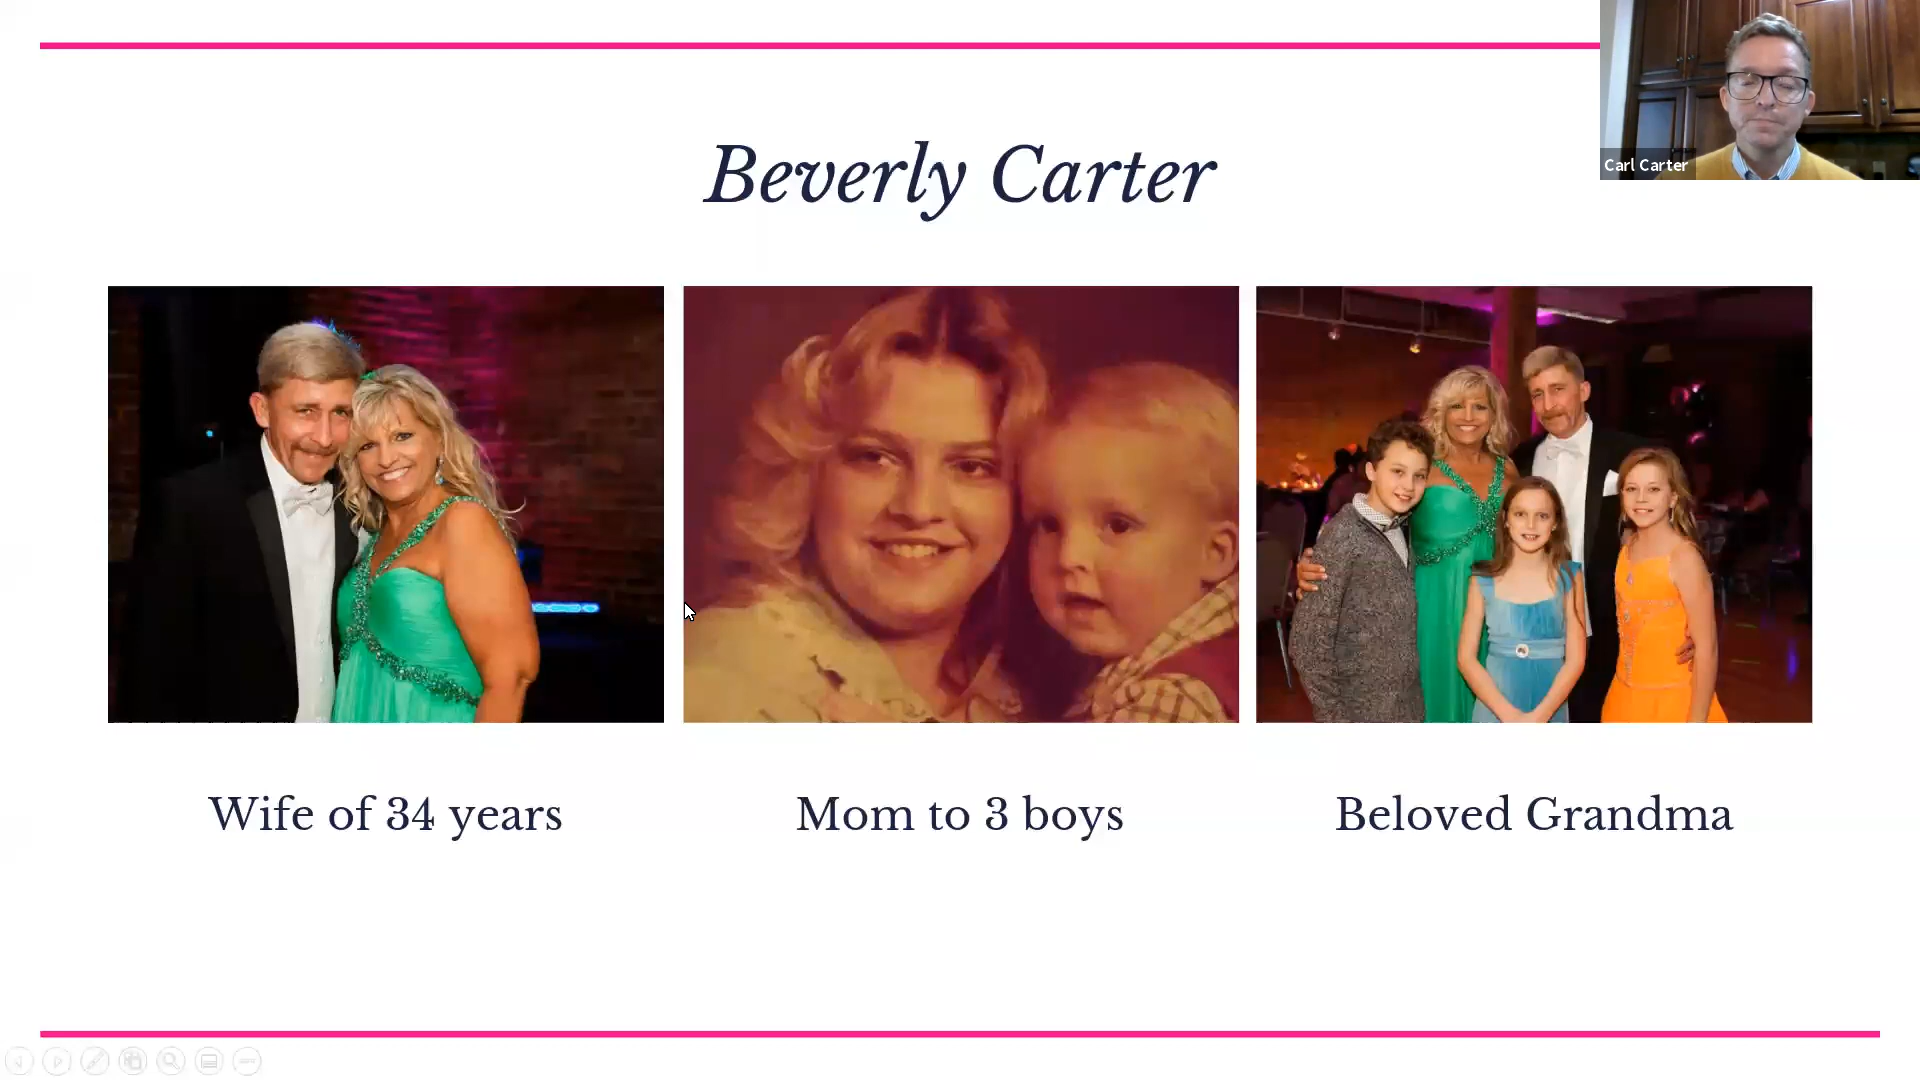 Carl Carter
Beverly Carter
Wife of 34 years
Mom to 3 boys
Beloved Grandma